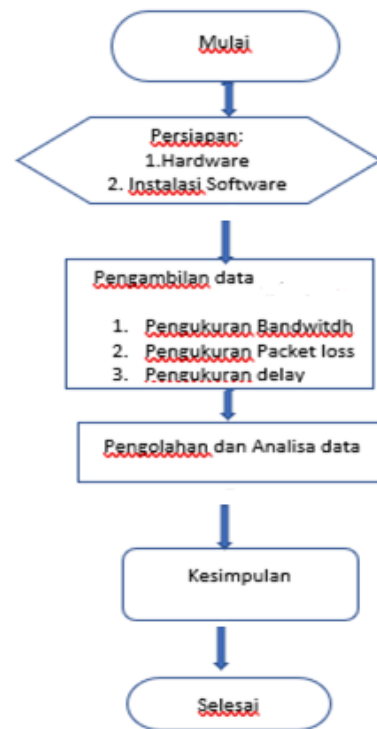 Mulai
Persiapan:
1.Hardware
2. Instalasi Software
Pengambilan data
1. Pengukuran Bandwitdh
2. Pengukuran Packet loss
3. Pengukuran delay
Pengolahan dan Analisa data
Kesimpulan
Selesai